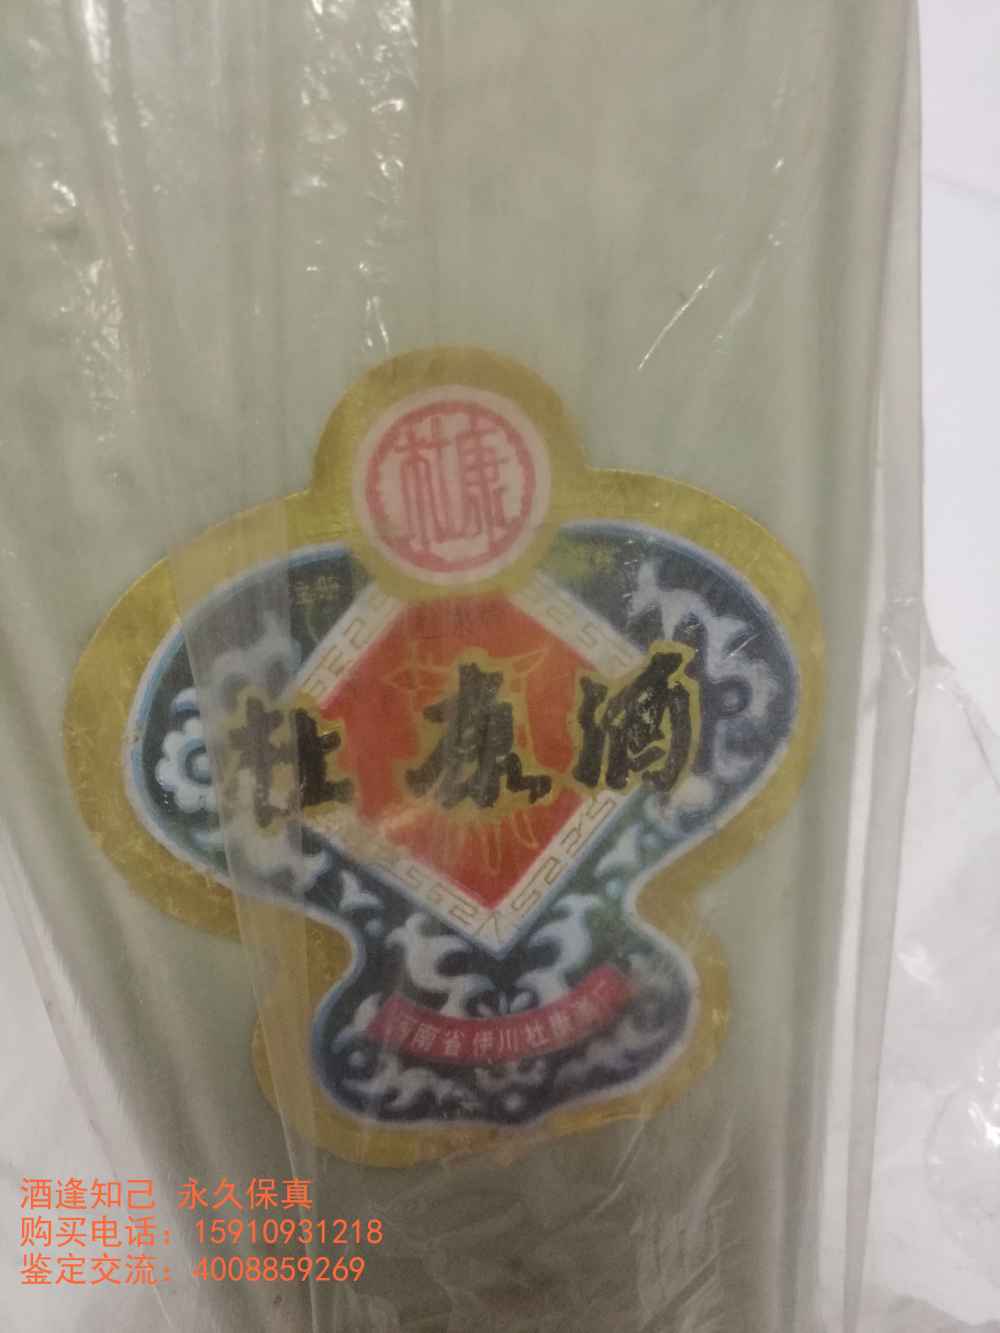 杜康
杜康酒
河南省伊川杜康酒厂
酒逢知己 永久保真
购买电话：15910931218
鉴定交流：4008859269